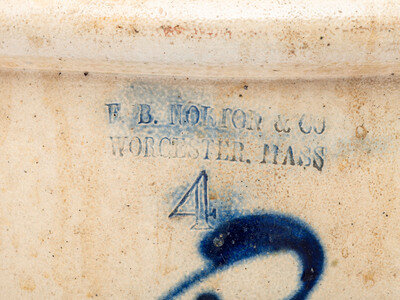 F. B. NORTON & CO
WORCESTER, MASS
4